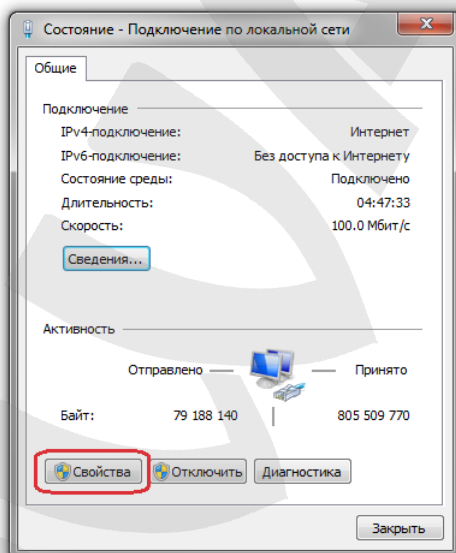 Состояние - Подключение по локальной сети
Общие
Подключение
IPv4-подключение: Интернет
IPv6-подключение: Без доступа к Интернету
Состояние среды: Подключено
Длительность: 04:47:33
Скорость: 100.0 Мбит/с
Сведения...
Активность
Отправлено — Принято
Байт: 79 188 140 | 805 509 770
Свойства Отключить Диагностика
Закрыть